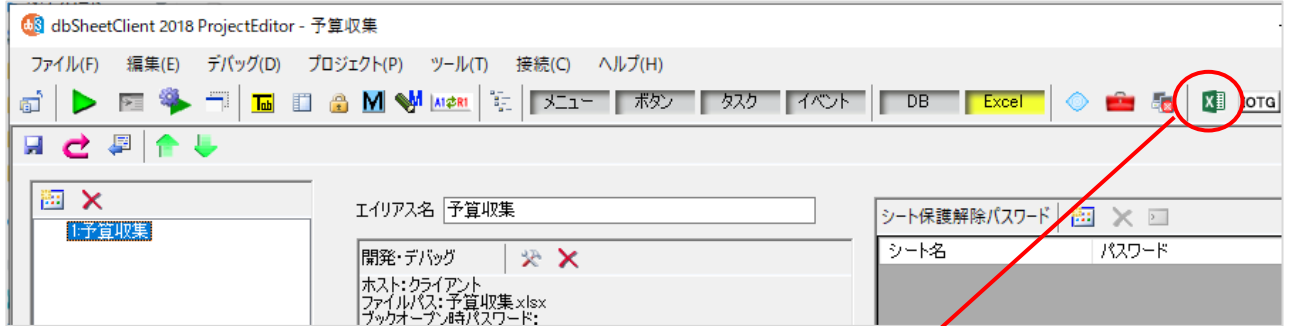 dbSheetClient 2018 ProjectEditor - 予算収集
ファイル(F) 編集(E) デバッグ(D) プロジェクト(P) ツール(T) 接続(C) ヘルプ(H)
Tab M M A1⇄R1 メニュー ボタン タスク イベント DB Excel OTG
エイリアス名 予算収集
シート保護解除パスワード
1:予算収集
開発・デバッグ
シート名 パスワード
ホスト:クライアント
ファイルパス:予算収集.xlsx
ブックオープン時パスワード: